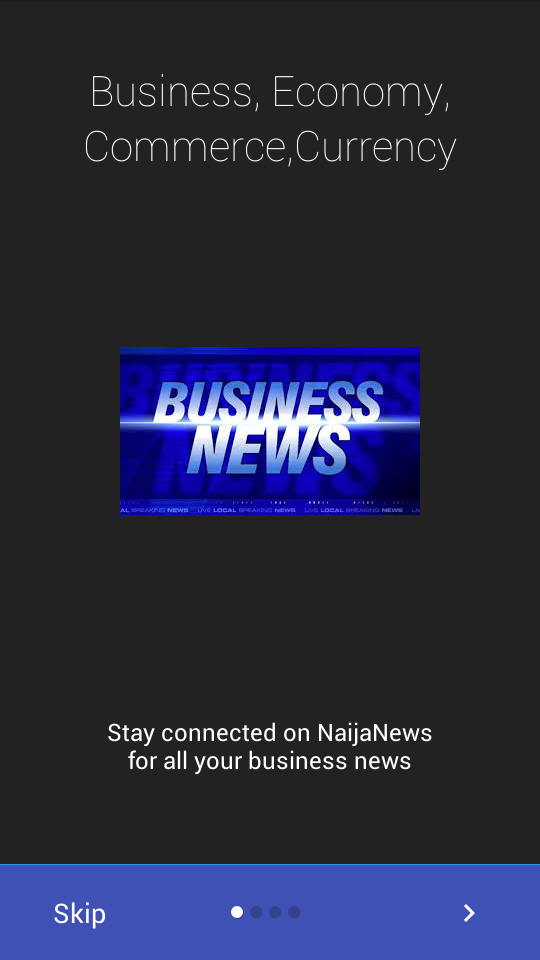 Business, Economy,
Commerce,Currency
BUSINESS
NEWS
AL BREAKING NEWS LIVE LOCAL BREAKING NEWS LIVE LOCAL BREAKING NEWS
Stay connected on NaijaNews
for all your business news
Skip